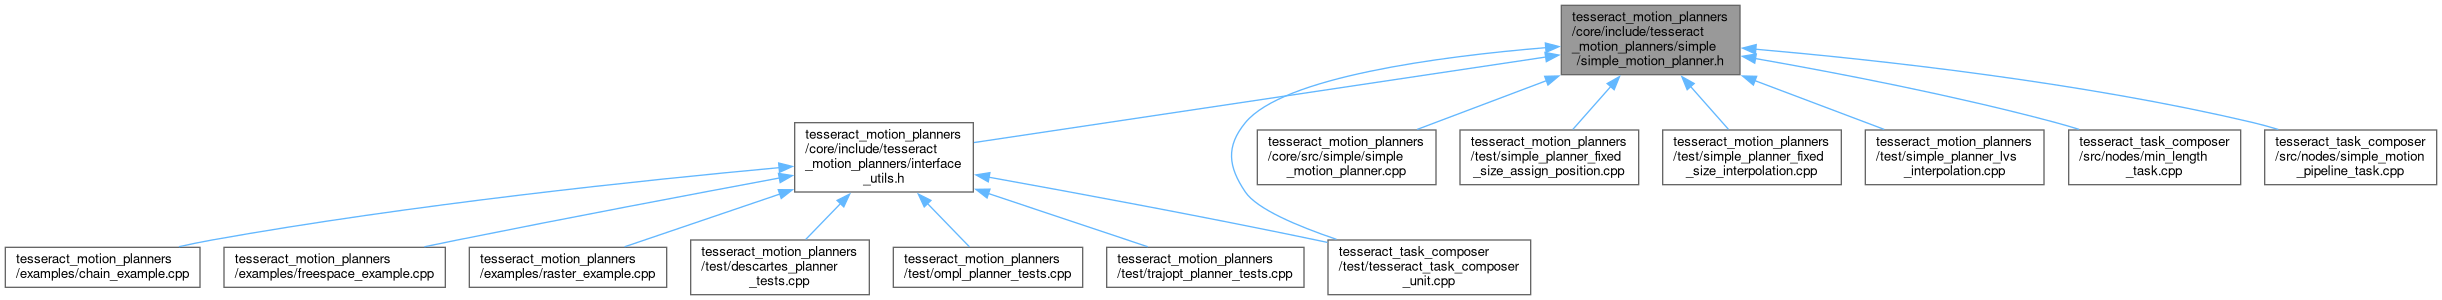 tesseract_motion_planners
/core/include/tesseract
_motion_planners/simple
/simple_motion_planner.h
tesseract_motion_planners
/core/include/tesseract
_motion_planners/interface
_utils.h
tesseract_motion_planners
/core/src/simple/simple
_motion_planner.cpp
tesseract_motion_planners
/test/simple_planner_fixed
_size_assign_position.cpp
tesseract_motion_planners
/test/simple_planner_fixed
_size_interpolation.cpp
tesseract_motion_planners
/test/simple_planner_lvs
_interpolation.cpp
tesseract_task_composer
/src/nodes/min_length
_task.cpp
tesseract_task_composer
/src/nodes/simple_motion
_pipeline_task.cpp
tesseract_motion_planners
/examples/chain_example.cpp
tesseract_motion_planners
/examples/freespace_example.cpp
tesseract_motion_planners
/examples/raster_example.cpp
tesseract_motion_planners
/test/descartes_planner
_tests.cpp
tesseract_motion_planners
/test/ompl_planner_tests.cpp
tesseract_motion_planners
/test/trajopt_planner_tests.cpp
tesseract_task_composer
/test/tesseract_task_composer
_unit.cpp